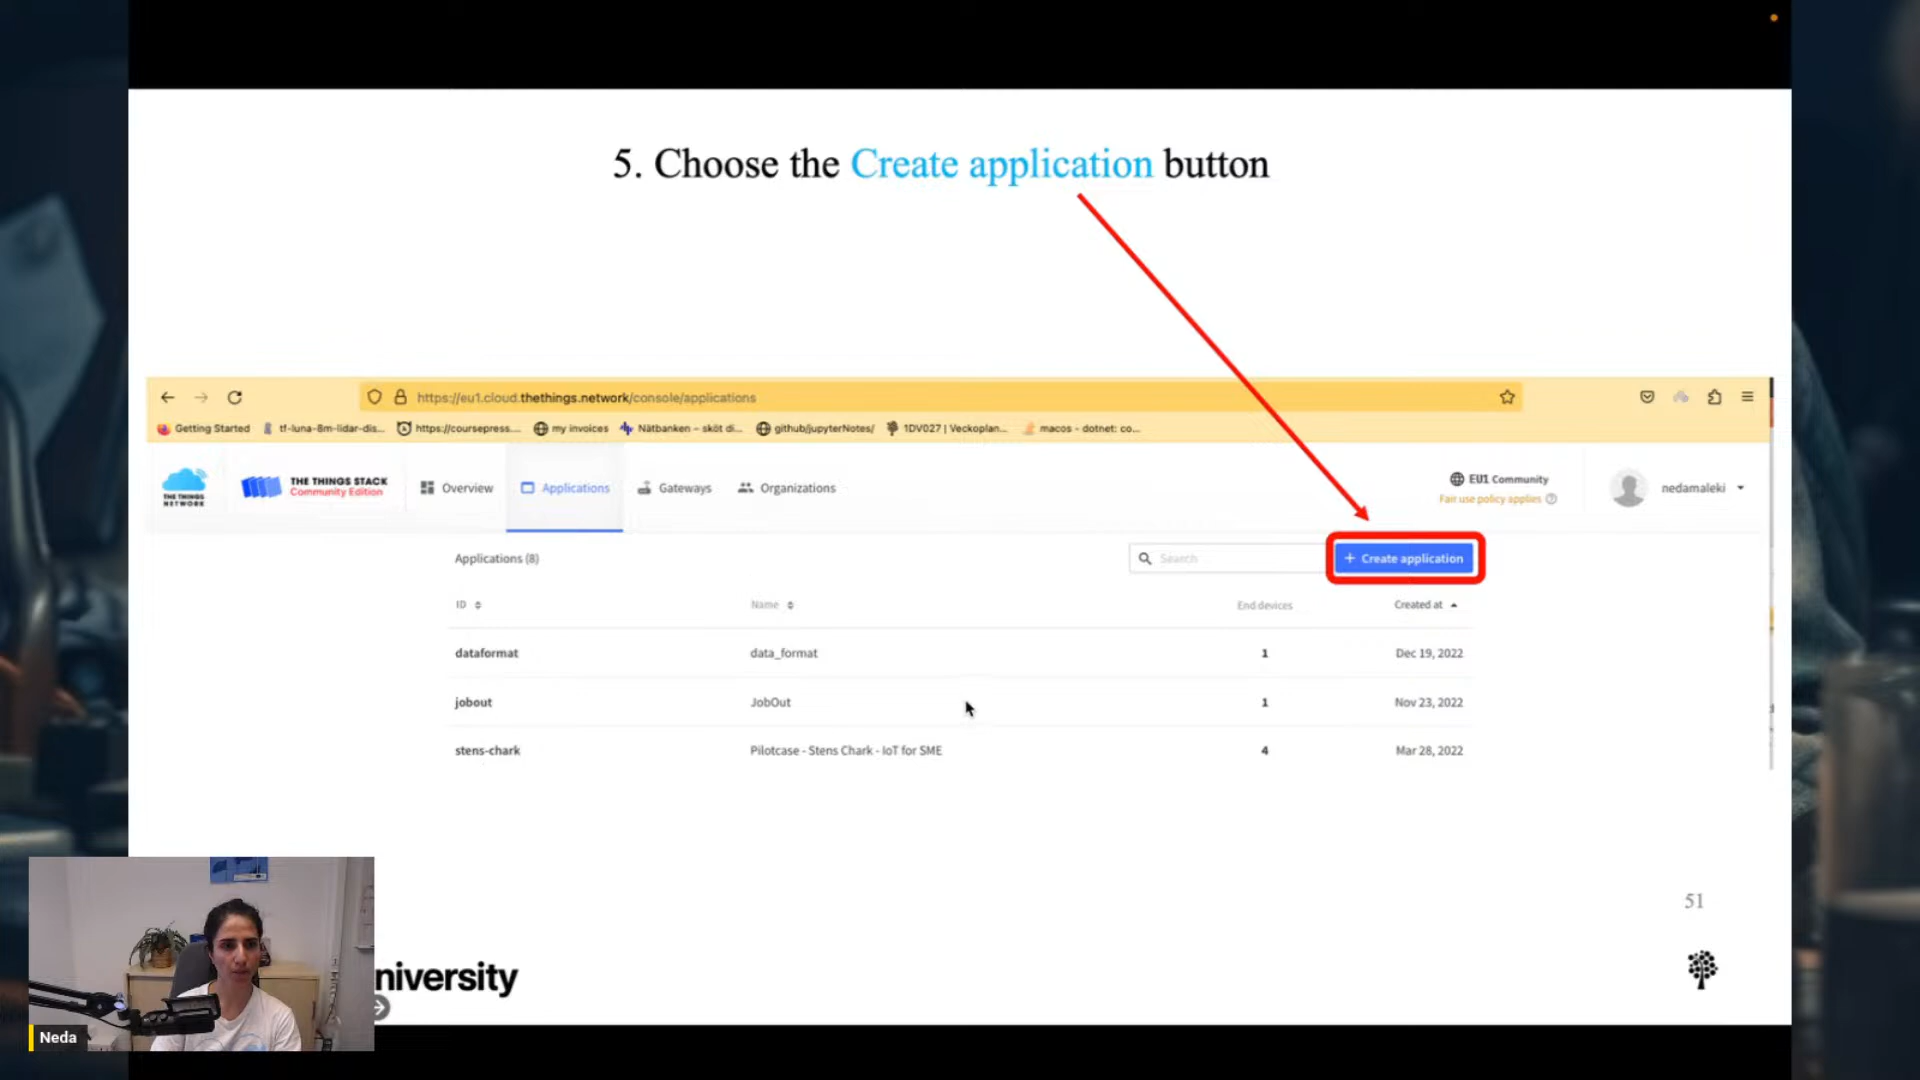 5. Choose the Create application button
https://eu1.cloud.thethings.network/console/applications
Getting Started tf-luna-8m-lidar-dis... https://coursepress.... my invoices Nätbanken – sköt di... github/jupyterNotes/ 1DV027 | Veckoplan... macos - dotnet: co...
THE THINGS NETWORK
THE THINGS STACK
Community Edition
Overview Applications Gateways Organizations
EU1 Community
Fair use policy applies
nedamaleki
Applications (8)
Search
+ Create application
ID Name End devices Created at
dataformat data_format 1 Dec 19, 2022
jobout JobOut 1 Nov 23, 2022
stens-chark Pilotcase - Stens Chark - IoT for SME 4 Mar 28, 2022
51
niversity
Neda